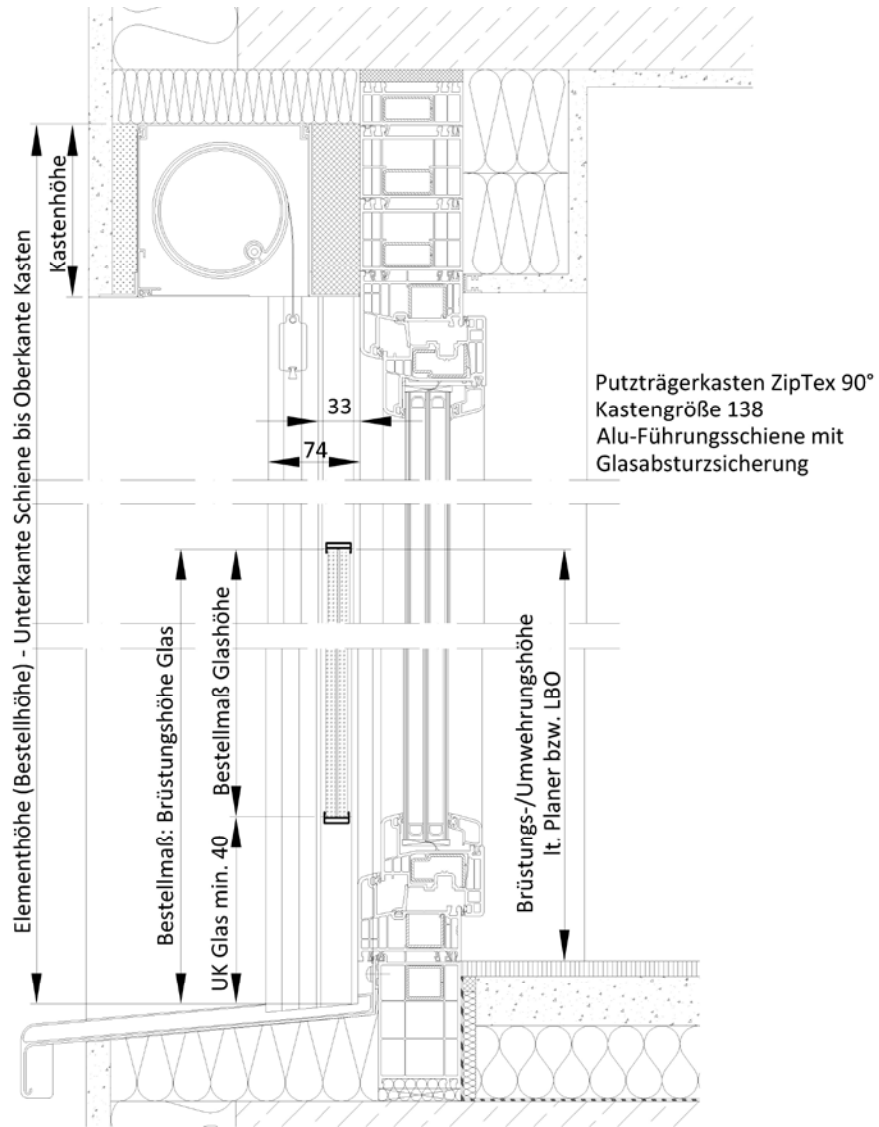 Elementhöhe (Bestellhöhe) - Unterkante Schiene bis Oberkante Kasten
Kastenhöhe
33
74
Putzträgerkasten ZipTex 90°
Kastengröße 138
Alu-Führungsschiene mit
Glasabsturzsicherung
Bestellmaß: Brüstungshöhe Glas
Bestellmaß Glashöhe
UK Glas min. 40
Brüstungs-/Umwehrungshöhe
lt. Planer bzw. LBO